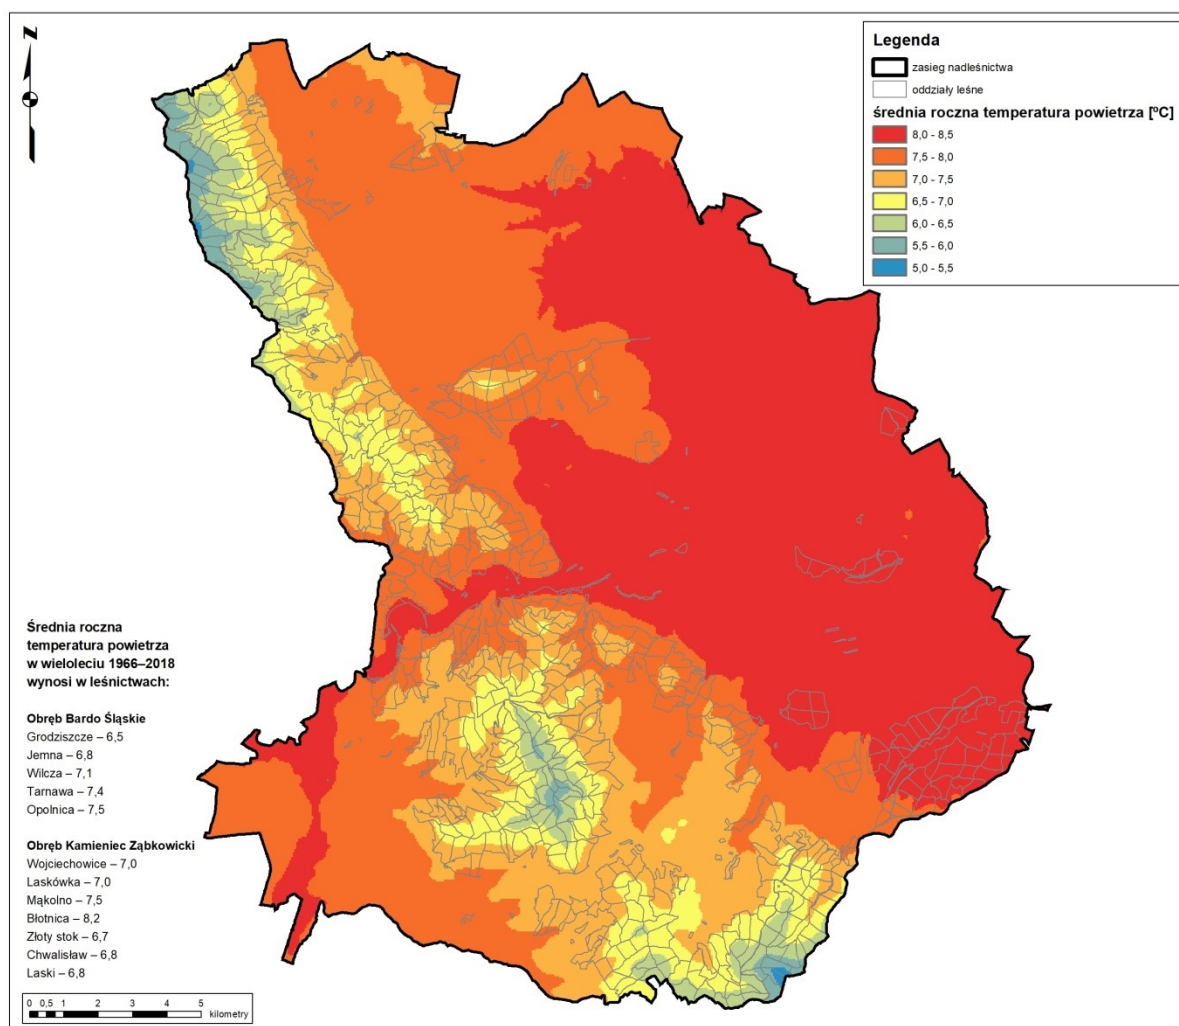 N
Legenda
zasięg nadleśnictwa
oddziały leśne
średnia roczna temperatura powietrza [ºC]
8,0 - 8,5
7,5 - 8,0
7,0 - 7,5
6,5 - 7,0
6,0 - 6,5
5,5 - 6,0
5,0 - 5,5
Średnia roczna
temperatura powietrza
w wieloleciu 1966–2018
wynosi w leśnictwach:
Obręb Bardo Śląskie
Grodziszcze – 6,5
Jemna – 6,8
Wilcza – 7,1
Tarnawa – 7,4
Opolnica – 7,5
Obręb Kamieniec Ząbkowicki
Wojciechowice – 7,0
Laskówka – 7,0
Mąkolno – 7,5
Błotnica – 8,2
Złoty stok – 6,7
Chwalisław – 6,8
Laski – 6,8
0 0,5 1 2 3 4 5
kilometry